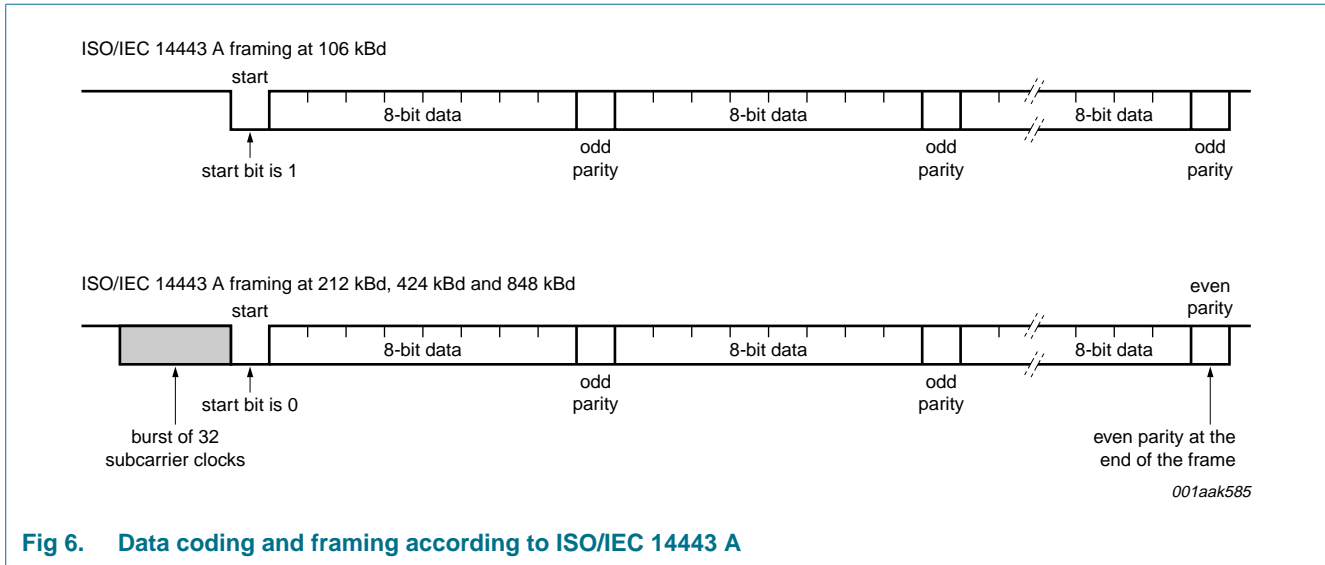 ISO/IEC 14443 A framing at 106 kBd
start
8-bit data
8-bit data
8-bit data
start bit is 1
odd
parity
odd
parity
odd
parity
ISO/IEC 14443 A framing at 212 kBd, 424 kBd and 848 kBd
start
even
parity
8-bit data
8-bit data
8-bit data
start bit is 0
odd
parity
odd
parity
burst of 32
subcarrier clocks
even parity at the
end of the frame
001aak585
Fig 6. Data coding and framing according to ISO/IEC 14443 A